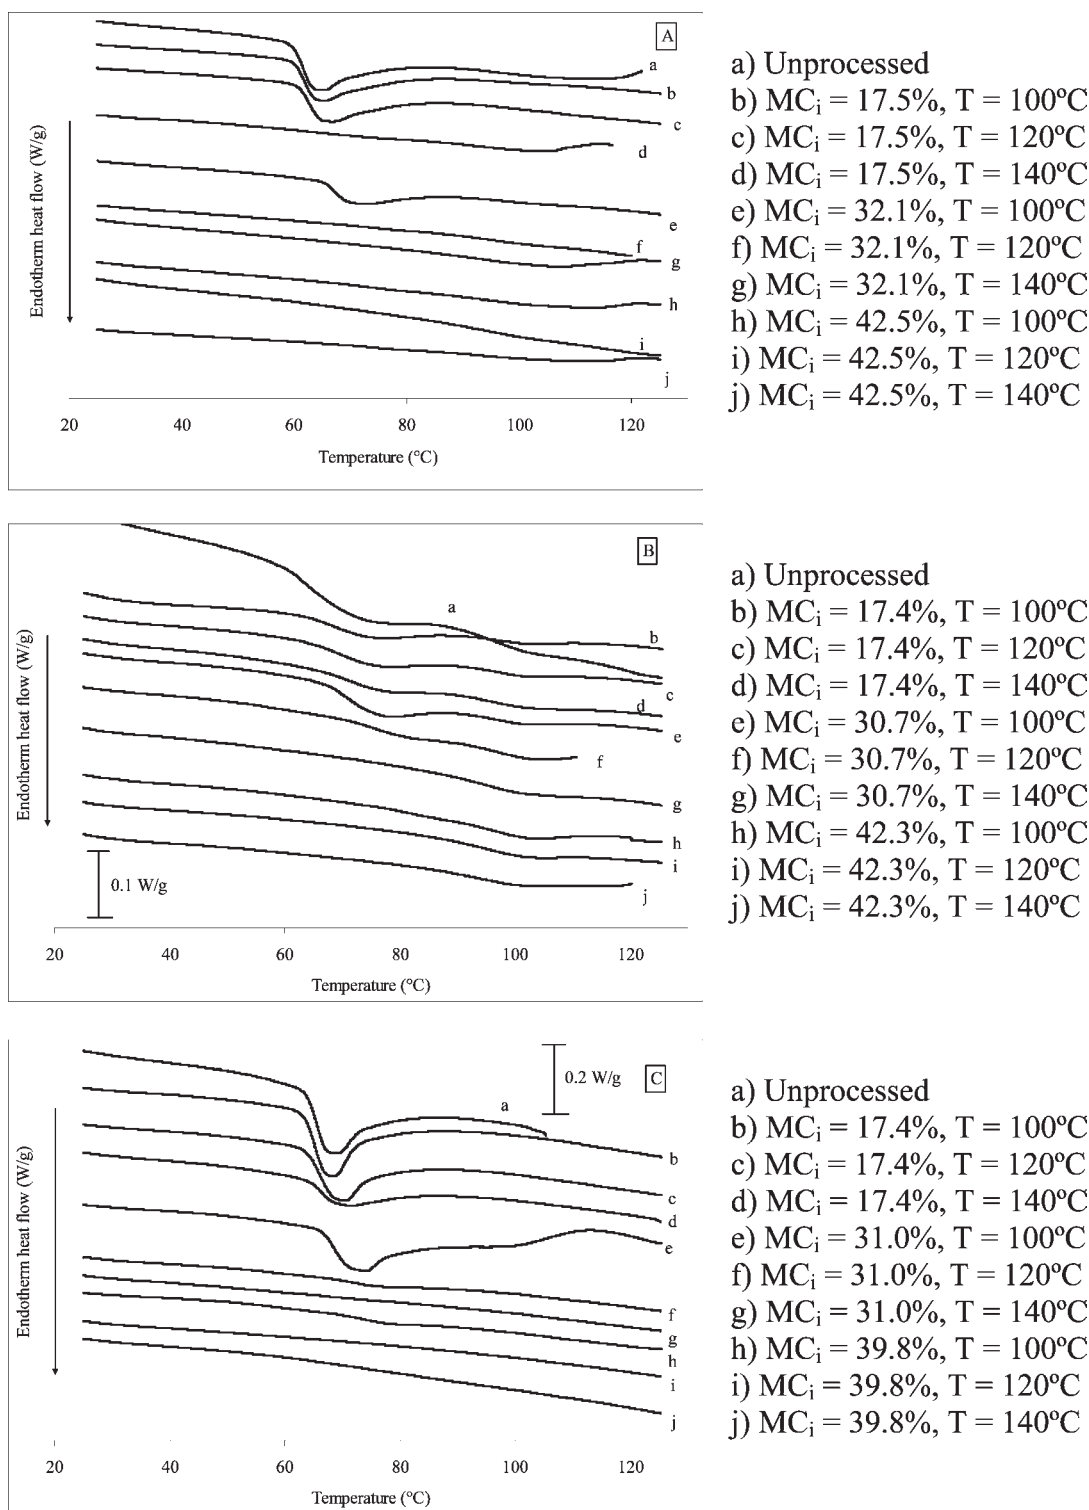 A
a
b
c
d
e
f
g
h
i
j
Endotherm heat flow (W/g)
20 40 60 80 100 120
Temperature (°C)
a) Unprocessed
b) MCi = 17.5%, T = 100ºC
c) MCi = 17.5%, T = 120ºC
d) MCi = 17.5%, T = 140ºC
e) MCi = 32.1%, T = 100ºC
f) MCi = 32.1%, T = 120ºC
g) MCi = 32.1%, T = 140ºC
h) MCi = 42.5%, T = 100ºC
i) MCi = 42.5%, T = 120ºC
j) MCi = 42.5%, T = 140ºC
B
a
b
c
d
e
f
g
h
i
j
Endotherm heat flow (W/g)
0.1 W/g
20 40 60 80 100 120
Temperature (°C)
a) Unprocessed
b) MCi = 17.4%, T = 100ºC
c) MCi = 17.4%, T = 120ºC
d) MCi = 17.4%, T = 140ºC
e) MCi = 30.7%, T = 100ºC
f) MCi = 30.7%, T = 120ºC
g) MCi = 30.7%, T = 140ºC
h) MCi = 42.3%, T = 100ºC
i) MCi = 42.3%, T = 120ºC
j) MCi = 42.3%, T = 140ºC
0.2 W/g
C
a
b
c
d
e
f
g
h
i
j
Endotherm heat flow (W/g)
20 40 60 80 100 120
Temperature (°C)
a) Unprocessed
b) MCi = 17.4%, T = 100ºC
c) MCi = 17.4%, T = 120ºC
d) MCi = 17.4%, T = 140ºC
e) MCi = 31.0%, T = 100ºC
f) MCi = 31.0%, T = 120ºC
g) MCi = 31.0%, T = 140ºC
h) MCi = 39.8%, T = 100ºC
i) MCi = 39.8%, T = 120ºC
j) MCi = 39.8%, T = 140ºC